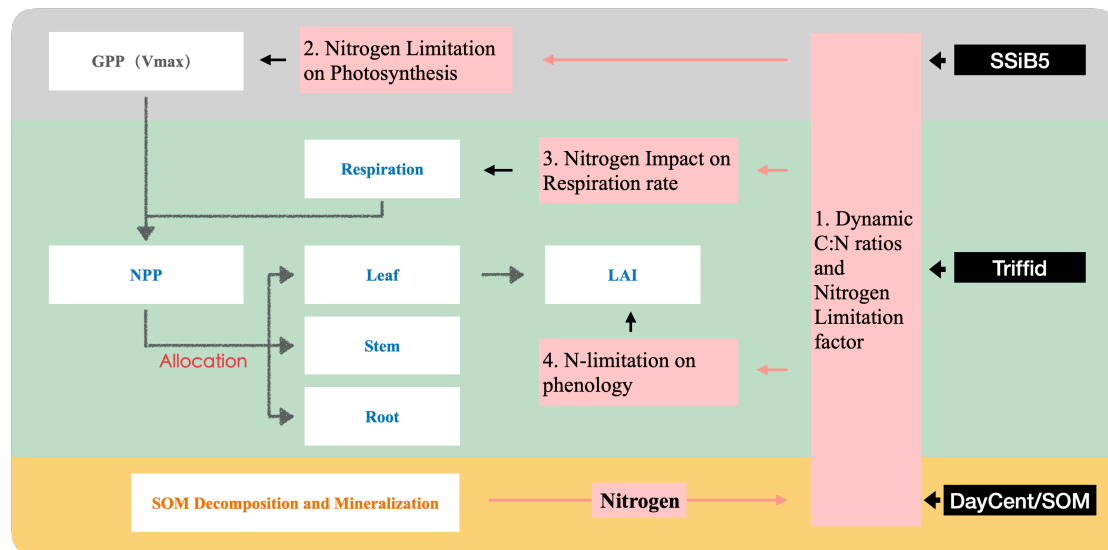 GPP（Vmax）
2. Nitrogen Limitation
on Photosynthesis
SSiB5
Respiration
3. Nitrogen Impact on
Respiration rate
1. Dynamic
C:N ratios
and
Nitrogen
Limitation
factor
NPP
Leaf
LAI
Triffid
Allocation
Stem
4. N-limitation on
phenology
Root
SOM Decomposition and Mineralization
Nitrogen
DayCent/SOM